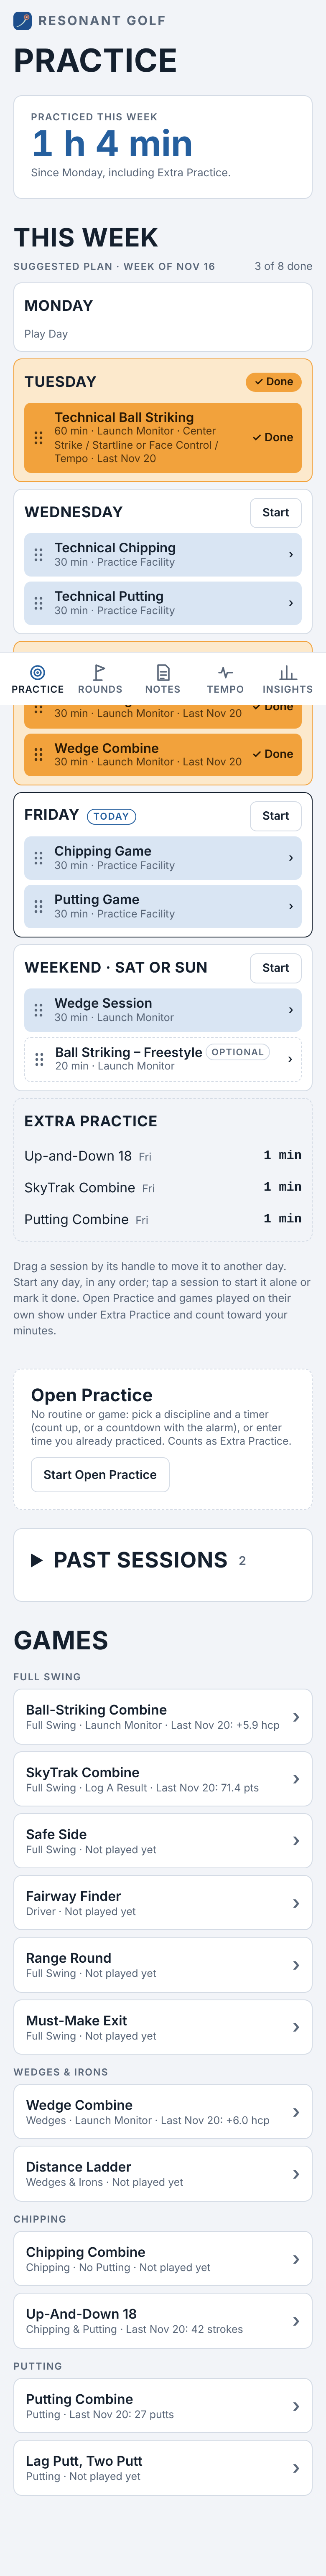 RESONANT GOLF
PRACTICE
PRACTICED THIS WEEK
1 h 4 min
Since Monday, including Extra Practice.
THIS WEEK
SUGGESTED PLAN · WEEK OF NOV 16
3 of 8 done
MONDAY
Play Day
TUESDAY
✓ Done
Technical Ball Striking
60 min · Launch Monitor · Center
Strike / Startline or Face Control /
Tempo · Last Nov 20
✓ Done
WEDNESDAY
Start
Technical Chipping
30 min · Practice Facility
›
Technical Putting
30 min · Practice Facility
›
PRACTICE
ROUNDS
NOTES
TEMPO
INSIGHTS
30 min · Launch Monitor · Last Nov 20
✓ Done
Wedge Combine
30 min · Launch Monitor · Last Nov 20
✓ Done
FRIDAY
TODAY
Start
Chipping Game
30 min · Practice Facility
›
Putting Game
30 min · Practice Facility
›
WEEKEND · SAT OR SUN
Start
Wedge Session
30 min · Launch Monitor
›
Ball Striking – Freestyle
OPTIONAL
20 min · Launch Monitor
›
EXTRA PRACTICE
Up-and-Down 18 Fri
1 min
SkyTrak Combine Fri
1 min
Putting Combine Fri
1 min
Drag a session by its handle to move it to another day.
Start any day, in any order; tap a session to start it alone or
mark it done. Open Practice and games played on their
own show under Extra Practice and count toward your
minutes.
Open Practice
No routine or game: pick a discipline and a timer
(count up, or a countdown with the alarm), or enter
time you already practiced. Counts as Extra Practice.
Start Open Practice
▶ PAST SESSIONS 2
GAMES
FULL SWING
Ball-Striking Combine
Full Swing · Launch Monitor · Last Nov 20: +5.9 hcp
›
SkyTrak Combine
Full Swing · Log A Result · Last Nov 20: 71.4 pts
›
Safe Side
Full Swing · Not played yet
›
Fairway Finder
Driver · Not played yet
›
Range Round
Full Swing · Not played yet
›
Must-Make Exit
Full Swing · Not played yet
›
WEDGES & IRONS
Wedge Combine
Wedges · Launch Monitor · Last Nov 20: +6.0 hcp
›
Distance Ladder
Wedges & Irons · Not played yet
›
CHIPPING
Chipping Combine
Chipping · No Putting · Not played yet
›
Up-And-Down 18
Chipping & Putting · Last Nov 20: 42 strokes
›
PUTTING
Putting Combine
Putting · Last Nov 20: 27 putts
›
Lag Putt, Two Putt
Putting · Not played yet
›